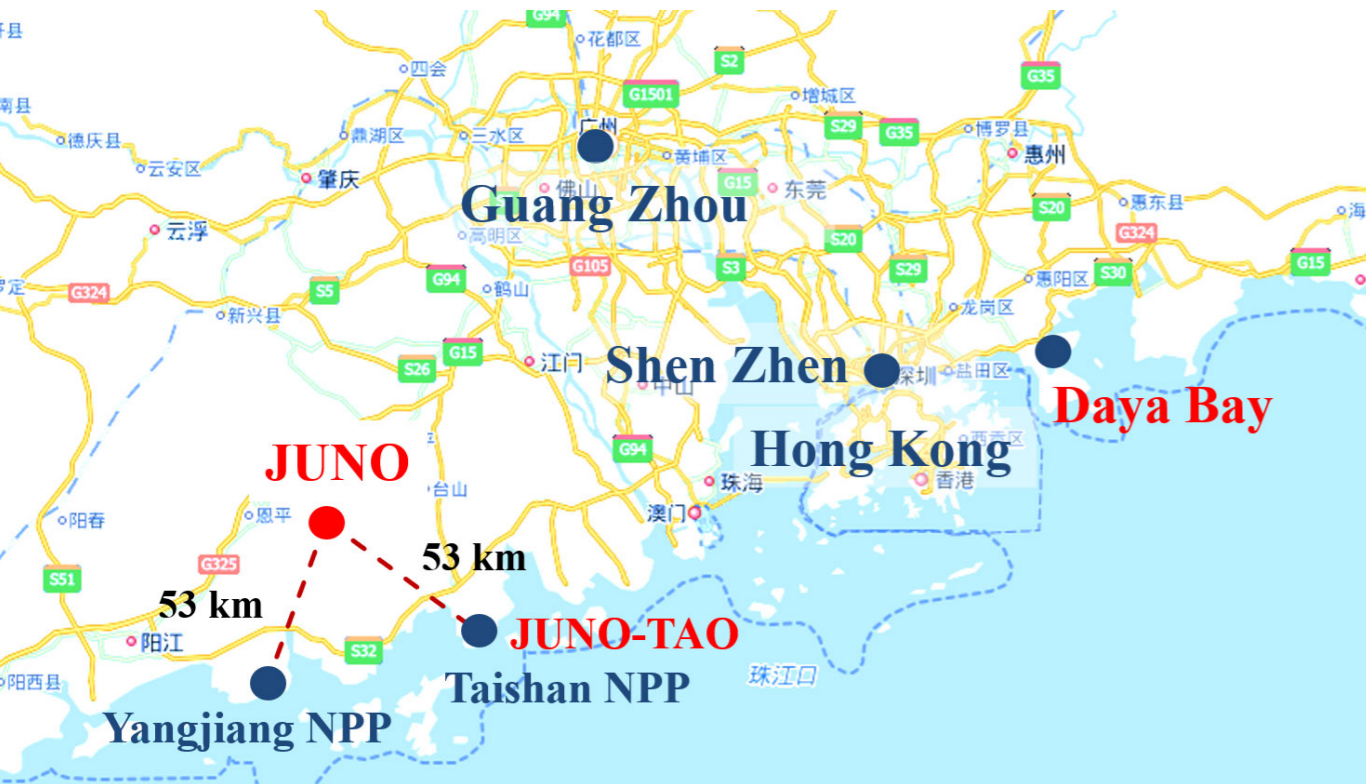 G94
花都区
四会
S2
G35
G1501
增城区
南县
广州
S29
G35
博罗县
德庆县
鼎湖区
三水区
黄埔区
惠州
云安区
肇庆
佛山
G15
东莞
S20
惠东县
Guang Zhou
云浮
高明区
S20
G324
G105
S3
S29
惠阳区
S30
G15
罗定
G324
S5
G94
鹤山
龙岗区
新兴县
G15
S26
江门
Shen Zhen
深圳
盐田区
中山
Daya Bay
G94
Hong Kong
西贡区
JUNO
珠海
香港
台山
阳春
恩平
澳门
G325
53 km
S51
53 km
阳江
S32
JUNO-TAO
阳西县
Taishan NPP
珠江口
Yangjiang NPP